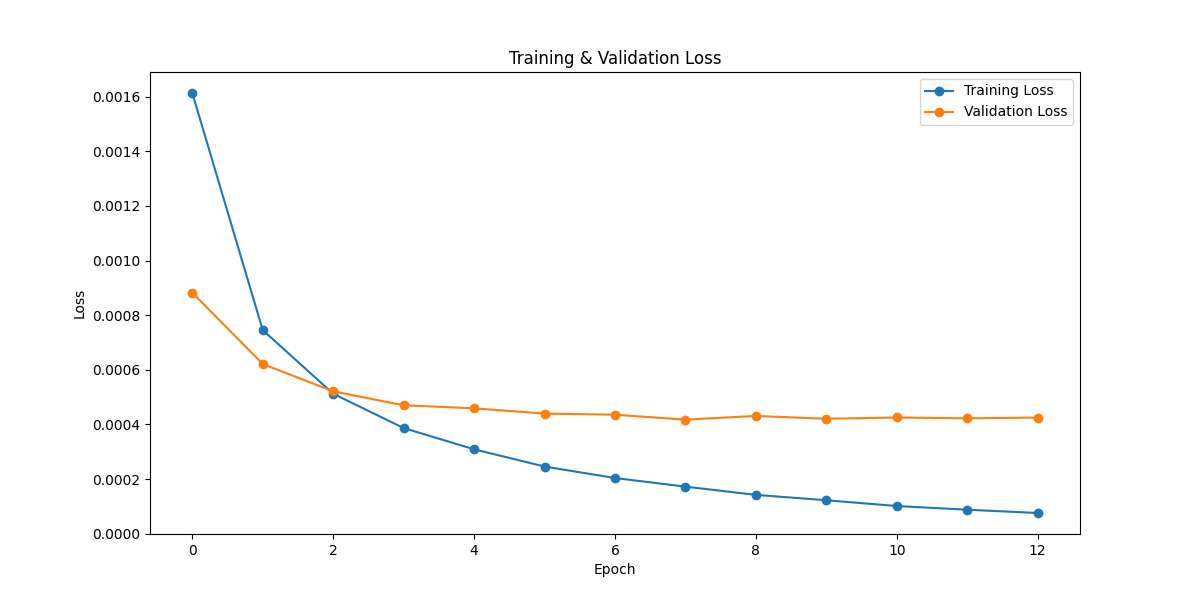 Training & Validation Loss
Training Loss
Validation Loss
0.0016
0.0014
0.0012
0.0010
0.0008
0.0006
0.0004
0.0002
0.0000
Loss
0 2 4 6 8 10 12
Epoch